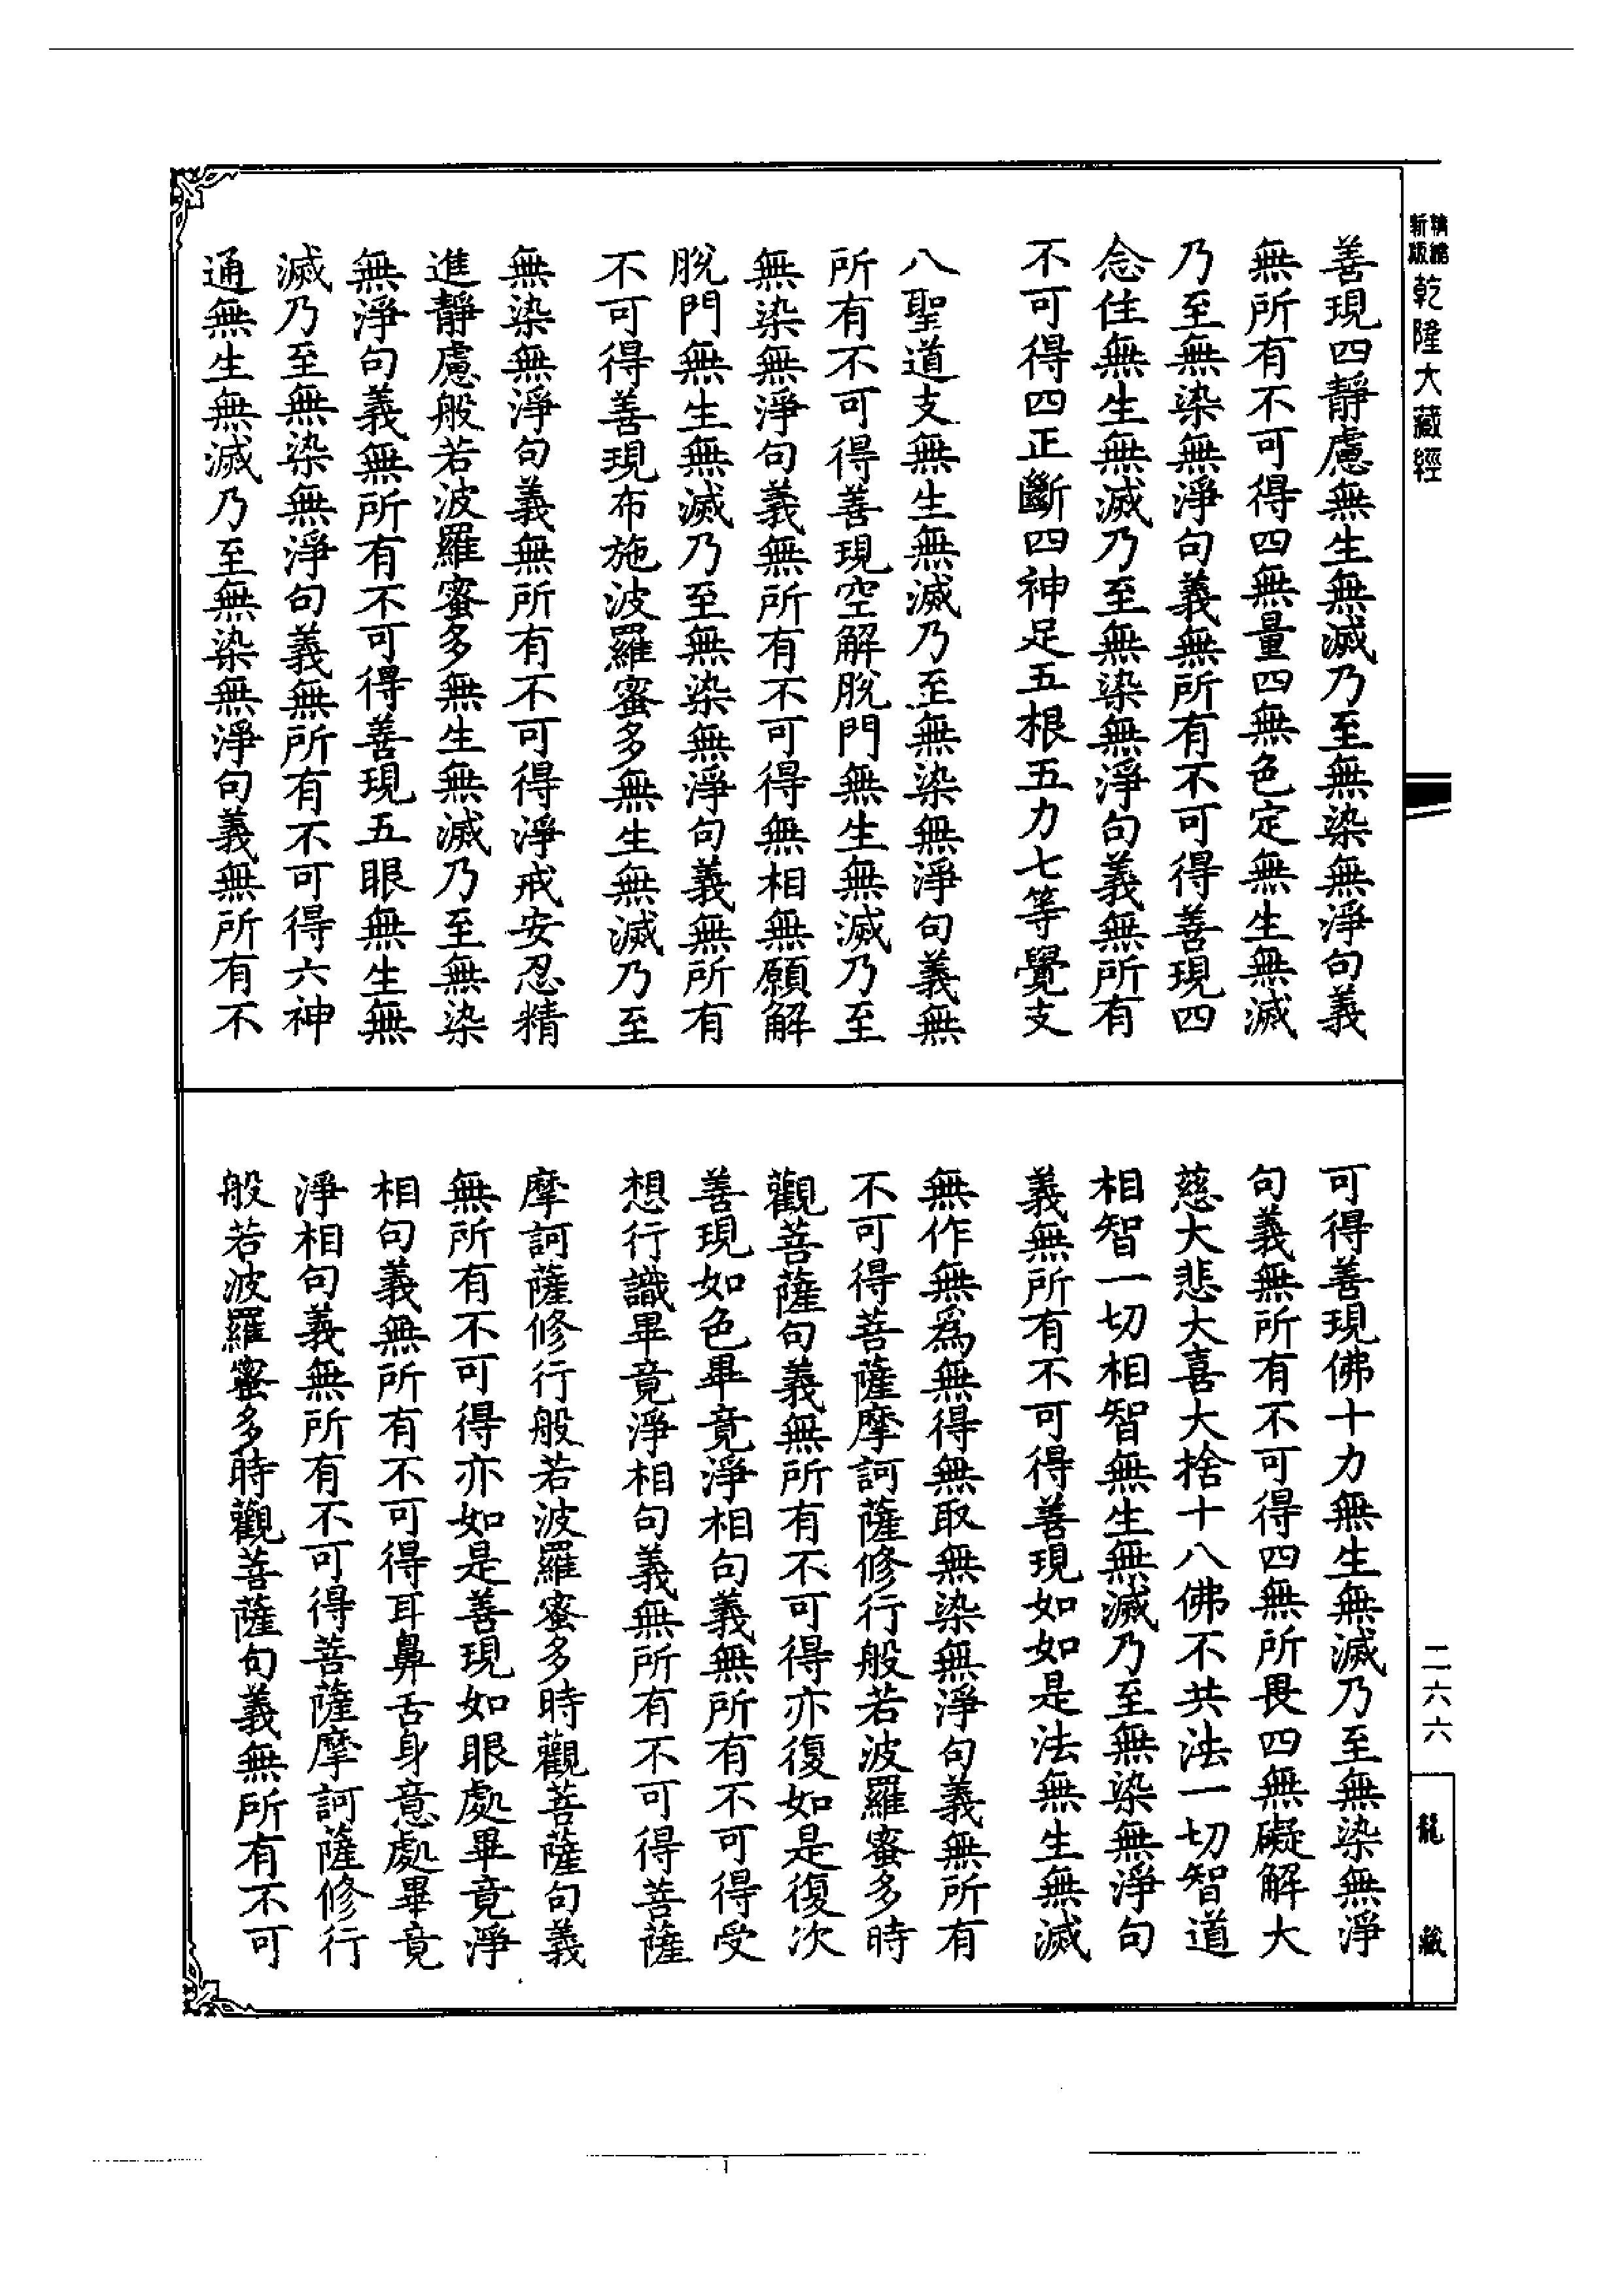 新版
精縮
乾隆大藏經
善現四靜慮無生無滅乃至無染無淨句義
無所有不可得四無量四無色定無生無滅
乃至無染無淨句義無所有不可得善現四
念住無生無滅乃至無染無淨句義無所有
不可得四正斷四神足五根五力七等覺支
八聖道支無生無滅乃至無染無淨句義無
所有不可得善現空解脫門無生無滅乃至
無染無淨句義無所有不可得無相無願解
脫門無生無滅乃至無染無淨句義無所有
不可得善現布施波羅蜜多無生無滅乃至
無染無淨句義無所有不可得淨戒安忍精
進靜慮般若波羅蜜多無生無滅乃至無染
無淨句義無所有不可得善現五眼無生無
滅乃至無染無淨句義無所有不可得六神
通無生無滅乃至無染無淨句義無所有不
可得善現佛十力無生無滅乃至無染無淨
句義無所有不可得四無所畏四無礙解大
慈大悲大喜大捨十八佛不共法一切智道
相智一切相智無生無滅乃至無染無淨句
義無所有不可得善現如如是法無生無滅
無作無為無得無取無染無淨句義無所有
不可得菩薩摩訶薩修行般若波羅蜜多時
觀菩薩句義無所有不可得亦復如是復次
善現如色畢竟淨相句義無所有不可得受
想行識畢竟淨相句義無所有不可得菩薩
摩訶薩修行般若波羅蜜多時觀菩薩句義
無所有不可得亦如是善現如眼處畢竟淨
相句義無所有不可得耳鼻舌身意處畢竟
淨相句義無所有不可得菩薩摩訶薩修行
般若波羅蜜多時觀菩薩句義無所有不可
二六六
龍藏